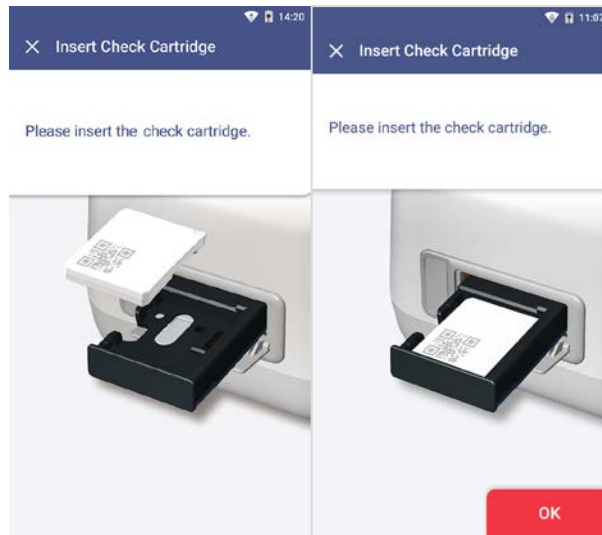 14:20
Insert Check Cartridge
Please insert the check cartridge.
11:07
Insert Check Cartridge
Please insert the check cartridge.
OK